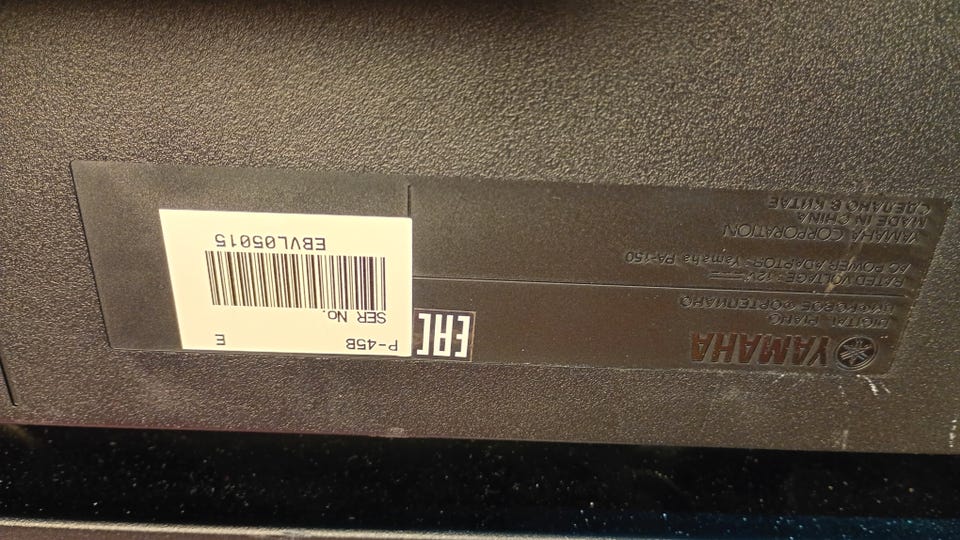 YAMAHA
DIGITAL PIANO
ЦИФРОВОЕ ФОРТЕПИАНО
RATED VOLTAGE 12V
AC POWER ADAPTOR: Yamaha PA-150
YAMAHA CORPORATION
MADE IN CHINA
СДЕЛАНО В КИТАЕ
EAC
P-45B E
SER No.
EBVL05015